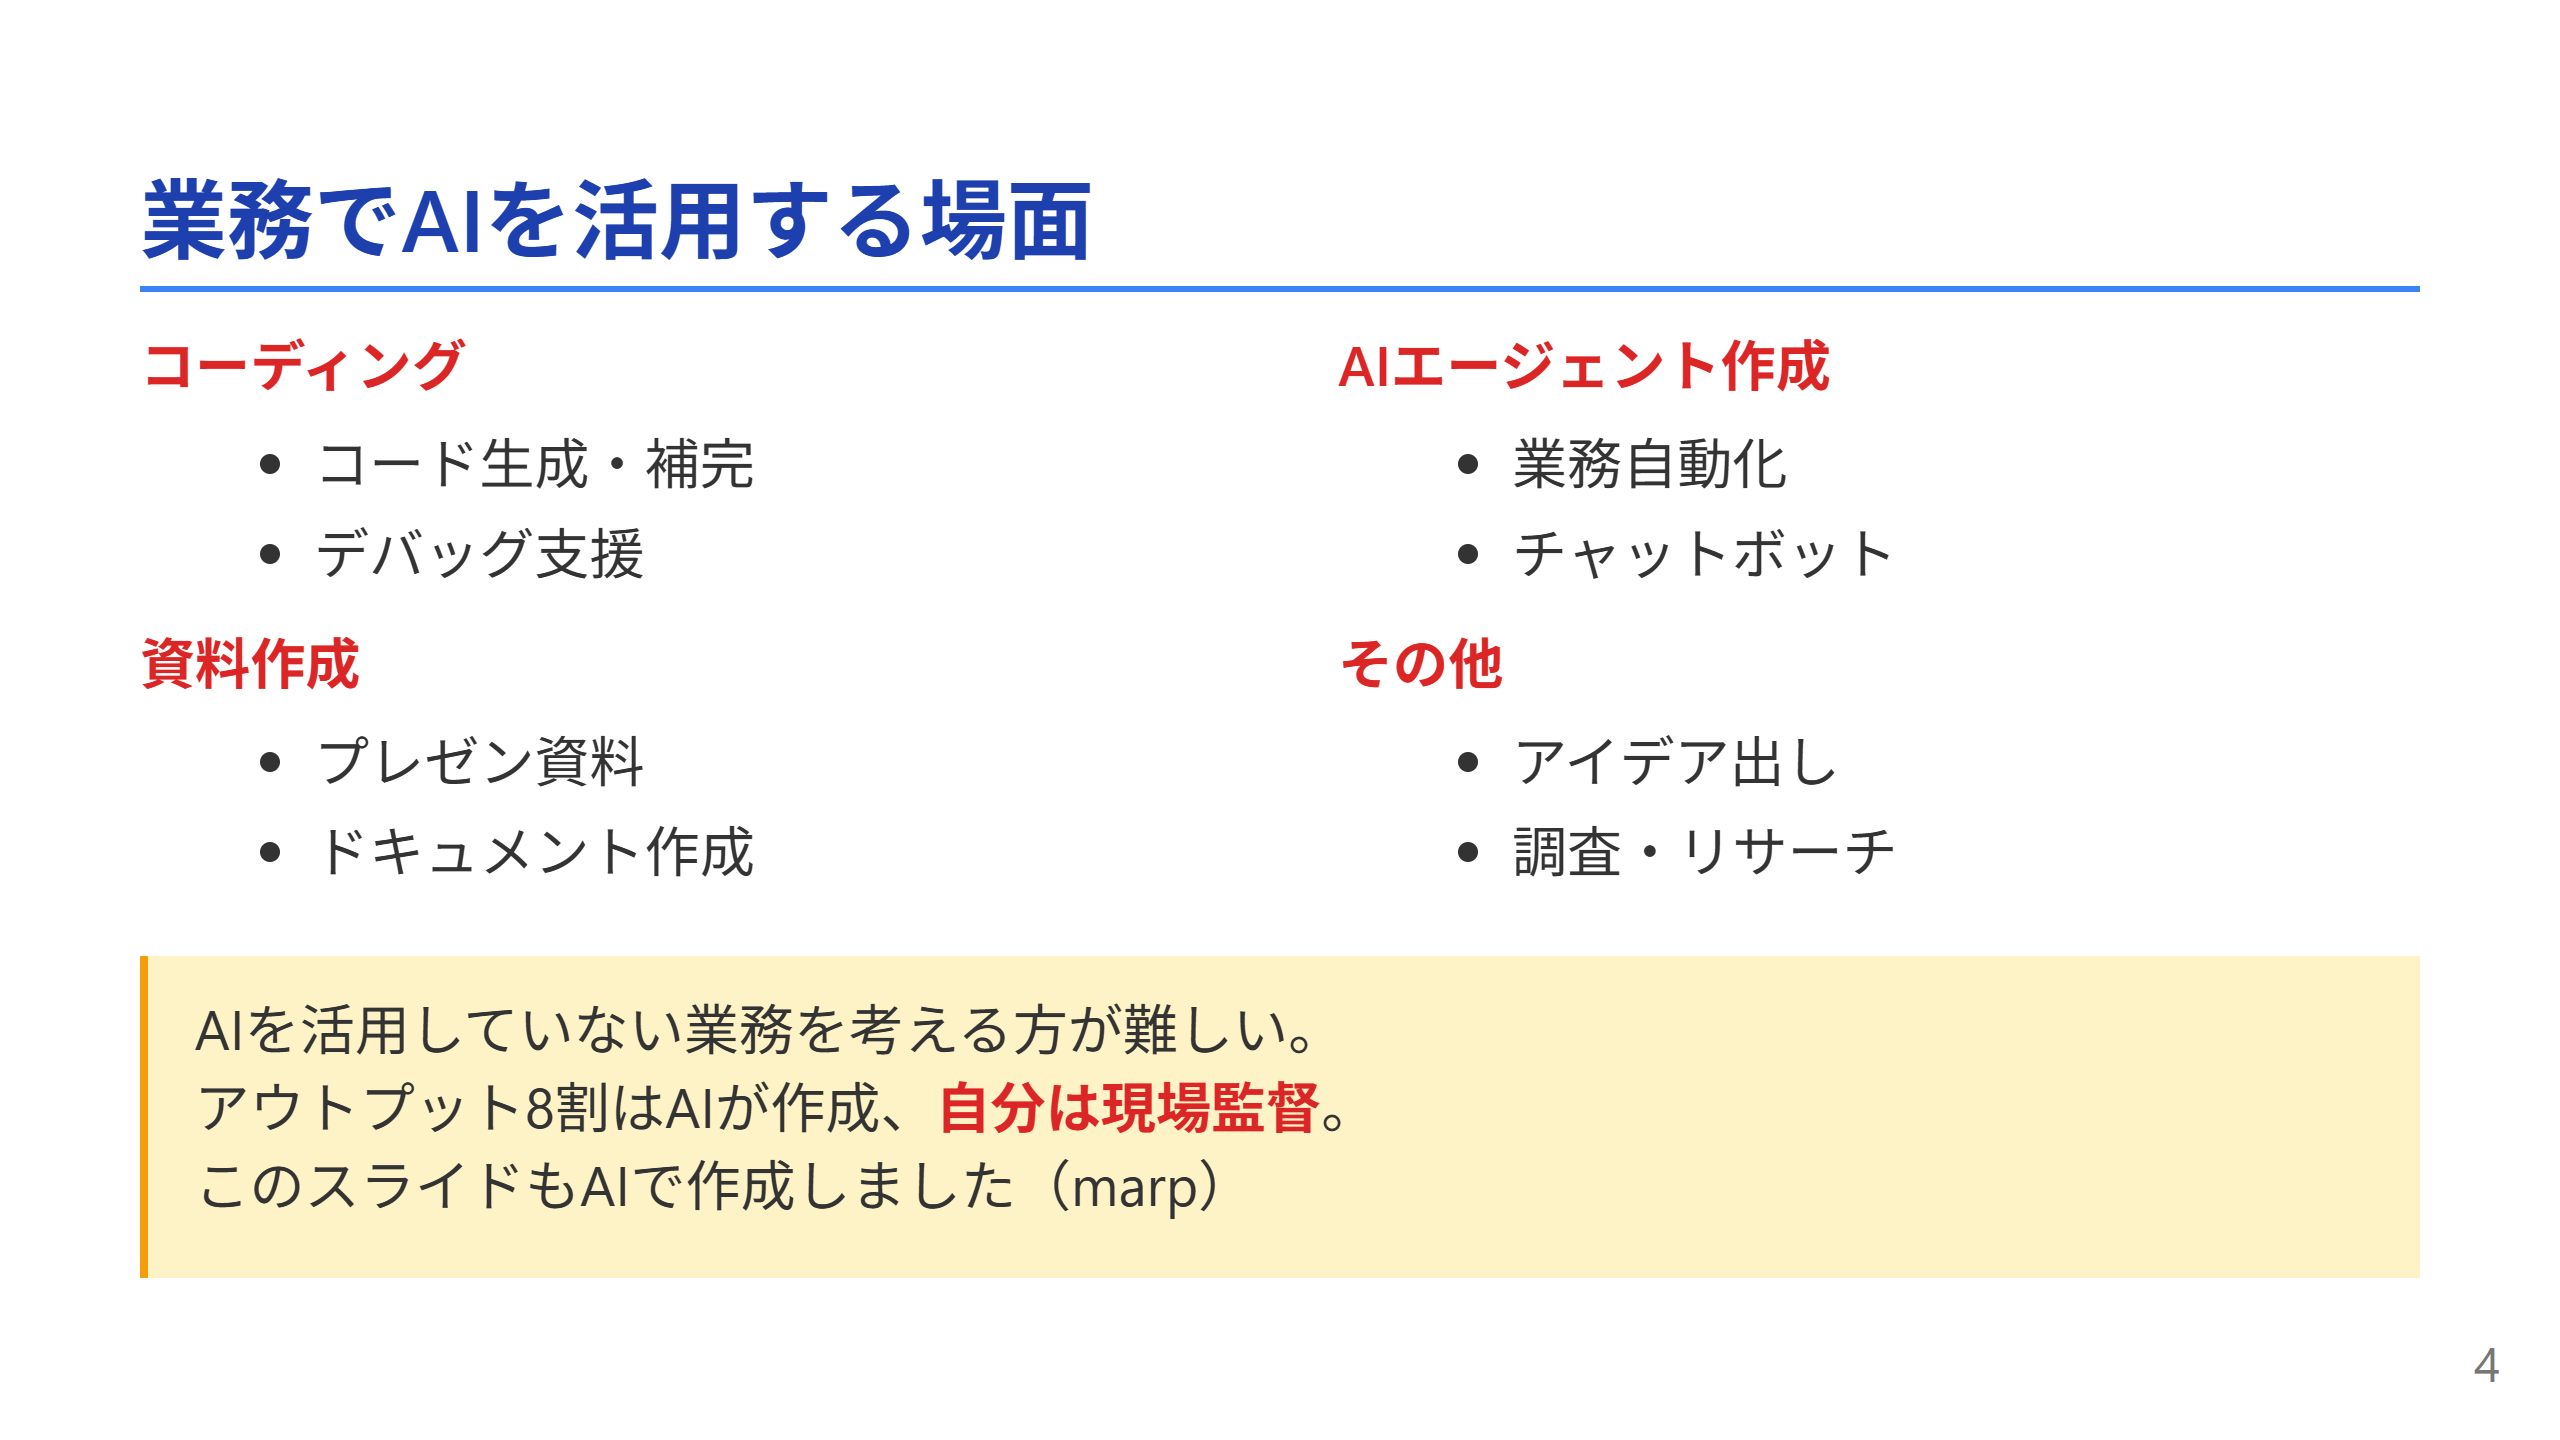 業務でAIを活用する場面
コーディング
• コード生成・補完
• デバッグ支援
資料作成
• プレゼン資料
• ドキュメント作成
AIエージェント作成
• 業務自動化
• チャットボット
その他
• アイデア出し
• 調査・リサーチ
AIを活用していない業務を考える方が難しい。
アウトプット8割はAIが作成、自分は現場監督。
このスライドもAIで作成しました（marp）
4